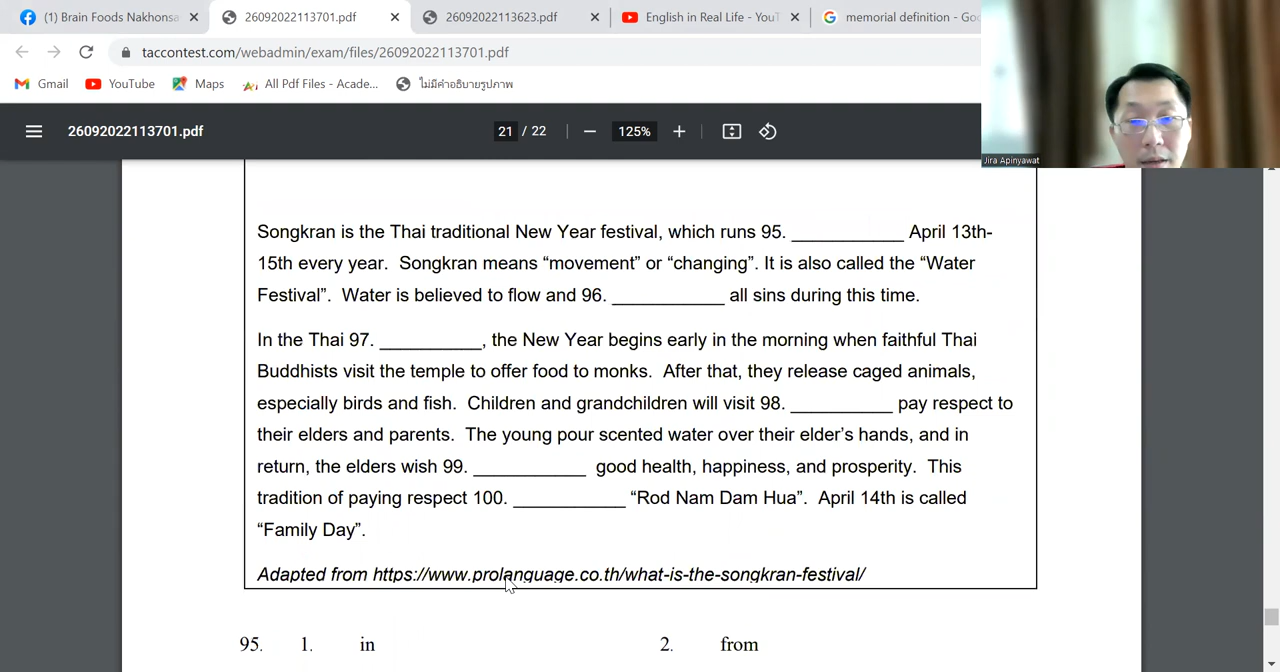 (1) Brain Foods Nakhonsa
26092022113701.pdf
26092022113623.pdf
English in Real Life - YouT
memorial definition - Goo
taccontest.com/webadmin/exam/files/26092022113701.pdf
Gmail
YouTube
Maps
All Pdf Files - Acade...
ไม่มีคำอธิบายรูปภาพ
26092022113701.pdf
21 / 22
125%
Jira Apinyawat
Songkran is the Thai traditional New Year festival, which runs 95. ___________ April 13th-
15th every year. Songkran means “movement” or “changing”. It is also called the “Water
Festival”. Water is believed to flow and 96. ___________ all sins during this time.
In the Thai 97. __________, the New Year begins early in the morning when faithful Thai
Buddhists visit the temple to offer food to monks. After that, they release caged animals,
especially birds and fish. Children and grandchildren will visit 98. __________ pay respect to
their elders and parents. The young pour scented water over their elder’s hands, and in
return, the elders wish 99. ___________ good health, happiness, and prosperity. This
tradition of paying respect 100. ___________ “Rod Nam Dam Hua”. April 14th is called
“Family Day”.
Adapted from https://www.prolanguage.co.th/what-is-the-songkran-festival/
95. 1. in 2. from